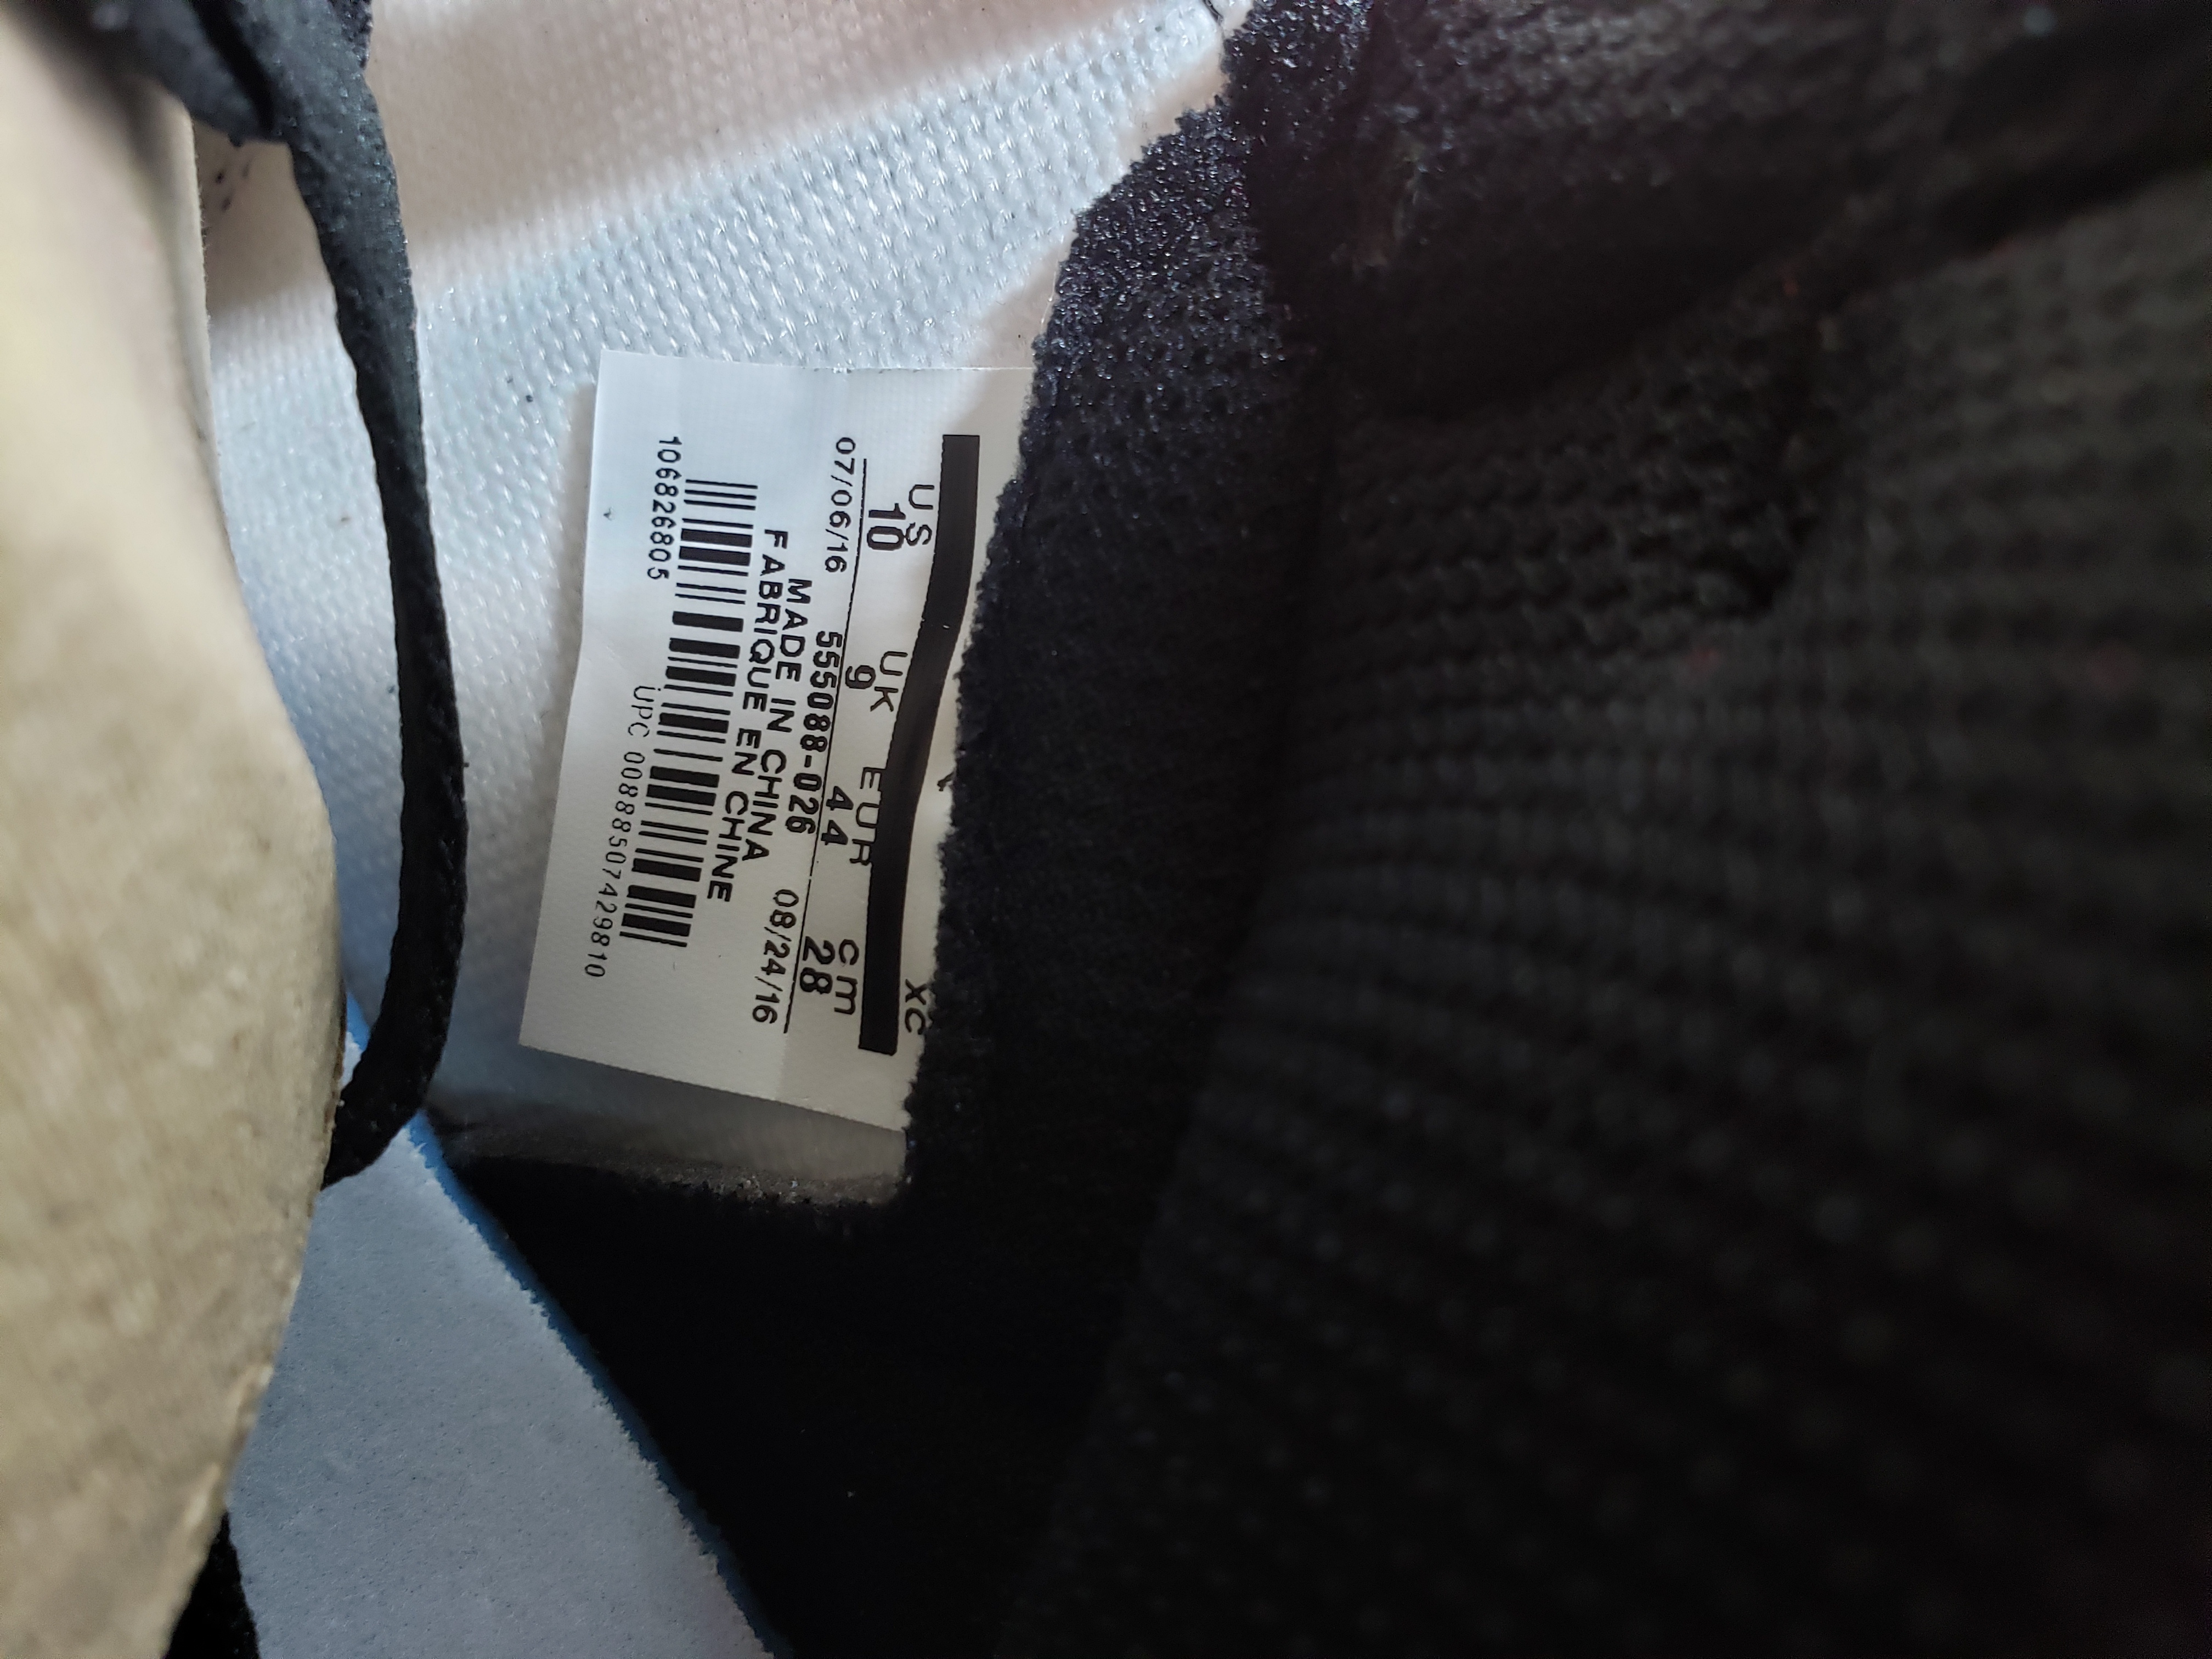 XC
US UK EUR cm
10 9 44 28
07/06/16 555088-026 08/24/16
MADE IN CHINA
FABRIQUE EN CHINE
106826805 UPC 00888507429810